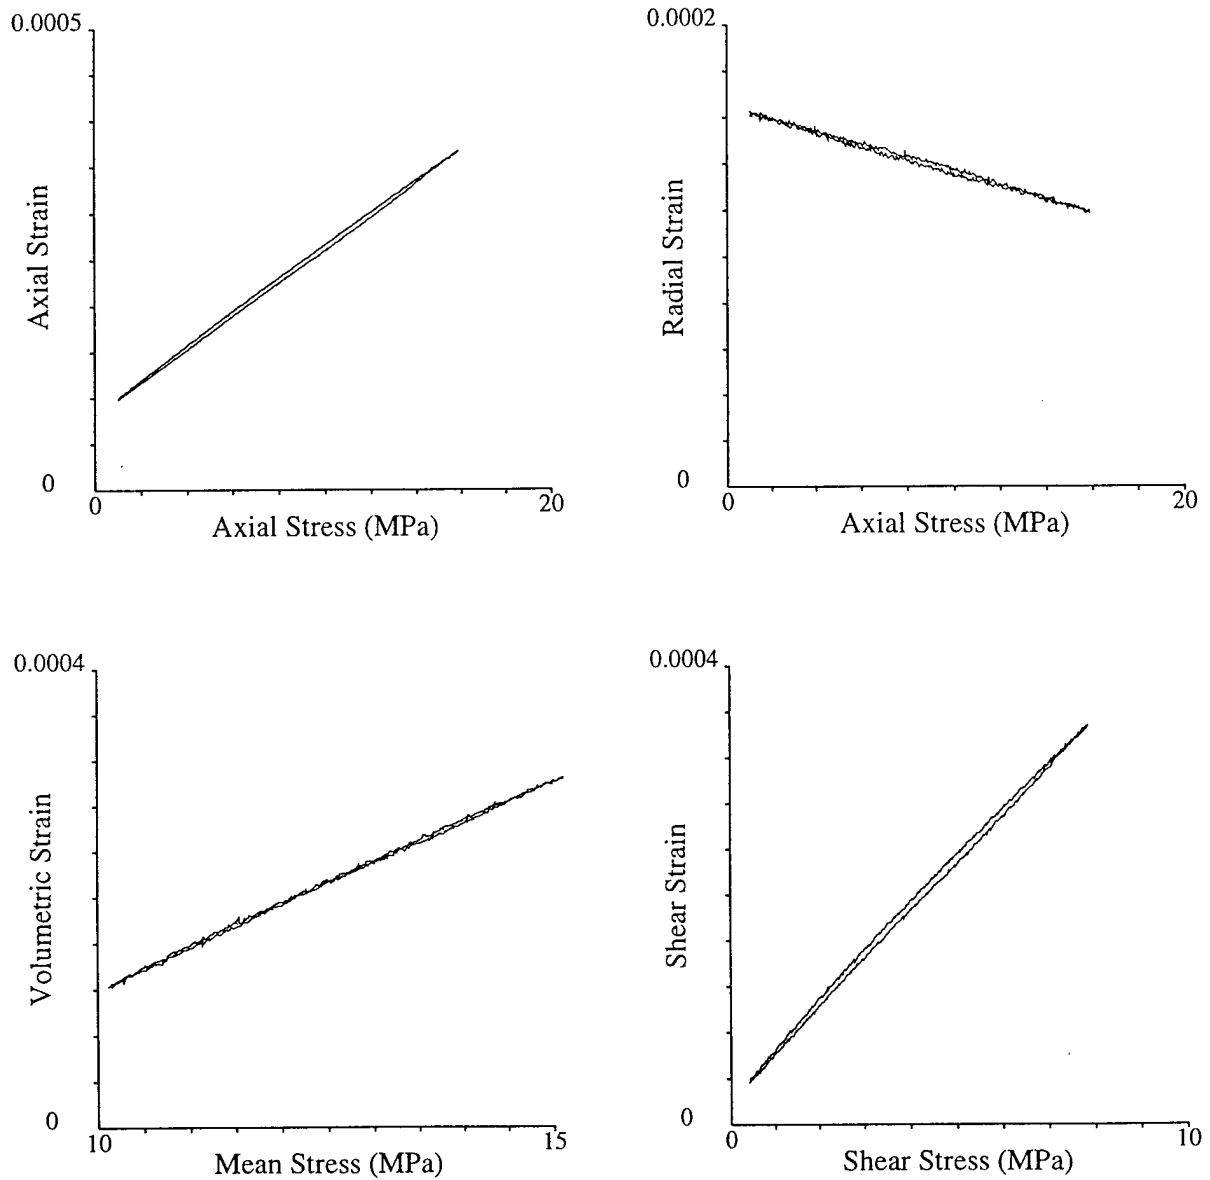 0.0005
Axial Strain
0
0
20
Axial Stress (MPa)
0.0002
Radial Strain
0
0
20
Axial Stress (MPa)
0.0004
Volumetric Strain
0
10
15
Mean Stress (MPa)
0.0004
Shear Strain
0
0
10
Shear Stress (MPa)